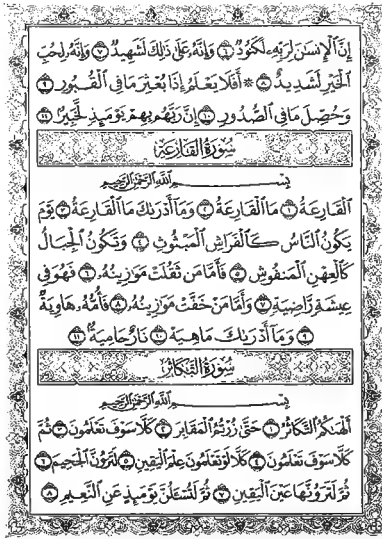 إِنَّ ٱلْإِنسَٰنَ لِرَبِّهِۦ لَكَنُودٌ ٦ وَإِنَّهُۥ عَلَىٰ ذَٰلِكَ لَشَهِيدٌ ٧ وَإِنَّهُۥ لِحُبِّ
ٱلْخَيْرِ لَشَدِيدٌ ٨ ۞ أَفَلَا يَعْلَمُ إِذَا بُعْثِرَ مَا فِى ٱلْقُبُورِ ٩
وَحُصِّلَ مَا فِى ٱلصُّدُورِ ١٠ إِنَّ رَبَّهُم بِهِمْ يَوْمَئِذٍ لَّخَبِيرٌۢ ١١
سُورَةُ القَارِعَة
بِسْمِ ٱللَّهِ ٱلرَّحْمَٰنِ ٱلرَّحِيمِ
ٱلْقَارِعَةُ ١ مَا ٱلْقَارِعَةُ ٢ وَمَآ أَدْرَىٰكَ مَا ٱلْقَارِعَةُ ٣ يَوْمَ
يَكُونُ ٱلنَّاسُ كَٱلْفَرَاشِ ٱلْمَبْثُوثِ ٤ وَتَكُونُ ٱلْجِبَالُ
كَٱلْعِهْنِ ٱلْمَنفُوشِ ٥ فَأَمَّا مَن ثَقُلَتْ مَوَٰزِينُهُۥ ٦ فَهُوَ فِى
عِيشَةٍ رَّاضِيَةٍ ٧ وَأَمَّا مَنْ خَفَّتْ مَوَٰزِينُهُۥ ٨ فَأُمُّهُۥ هَاوِيَةٌ
٩ وَمَآ أَدْرَىٰكَ مَا هِيَهْ ١٠ نَارٌ حَامِيَةٌۢ ١١
سُورَةُ التَّكَاثُر
بِسْمِ ٱللَّهِ ٱلرَّحْمَٰنِ ٱلرَّحِيمِ
أَلْهَىٰكُمُ ٱلتَّكَاثُرُ ١ حَتَّىٰ زُرْتُمُ ٱلْمَقَابِرَ ٢ كَلَّا سَوْفَ تَعْلَمُونَ ٣ ثُمَّ
كَلَّا سَوْفَ تَعْلَمُونَ ٤ كَلَّا لَوْ تَعْلَمُونَ عِلْمَ ٱلْيَقِينِ ٥ لَتَرَوُنَّ ٱلْجَحِيمَ ٦
ثُمَّ لَتَرَوُنَّهَا عَيْنَ ٱلْيَقِينِ ٧ ثُمَّ لَتُسْـَٔلُنَّ يَوْمَئِذٍ عَنِ ٱلنَّعِيمِ ٨